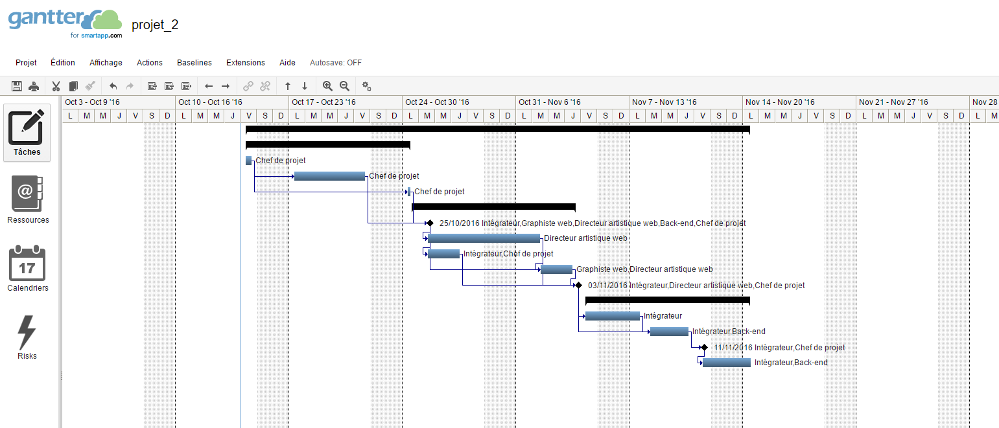 gantter
for smartapp.com
projet_2
Projet Édition Affichage Actions Baselines Extensions Aide Autosave: OFF
Oct 3 - Oct 9 '16 Oct 10 - Oct 16 '16 Oct 17 - Oct 23 '16 Oct 24 - Oct 30 '16 Oct 31 - Nov 6 '16 Nov 7 - Nov 13 '16 Nov 14 - Nov 20 '16 Nov 21 - Nov 27 '16 Nov 28
L M M J V S D L M M J V S D L M M J V S D L M M J V S D L M M J V S D L M M J V S D L M M J V S D L M M J V S D L M
Tâches
Chef de projet
Chef de projet
Chef de projet
@
Ressources
25/10/2016 Intégrateur,Graphiste web,Directeur artistique web,Back-end,Chef de projet
Directeur artistique web
Intégrateur,Chef de projet
17
Graphiste web,Directeur artistique web
Calendriers
03/11/2016 Intégrateur,Directeur artistique web,Chef de projet
Intégrateur
Intégrateur,Back-end
11/11/2016 Intégrateur,Chef de projet
Risks
Intégrateur,Back-end